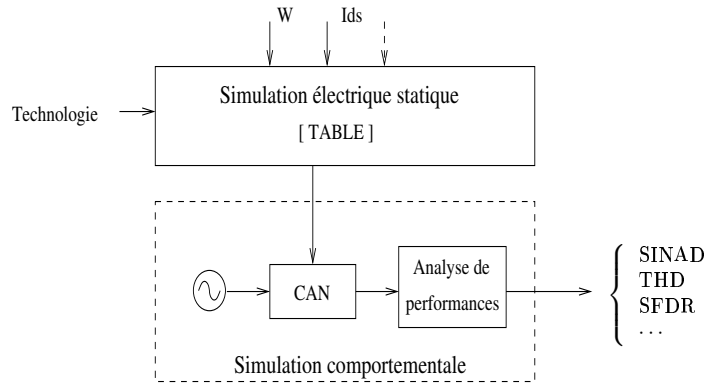 W Ids
Simulation électrique statique
[ TABLE ]
Technologie
CAN
Analyse de
performances
Simulation comportementale
SINAD
THD
SFDR
...